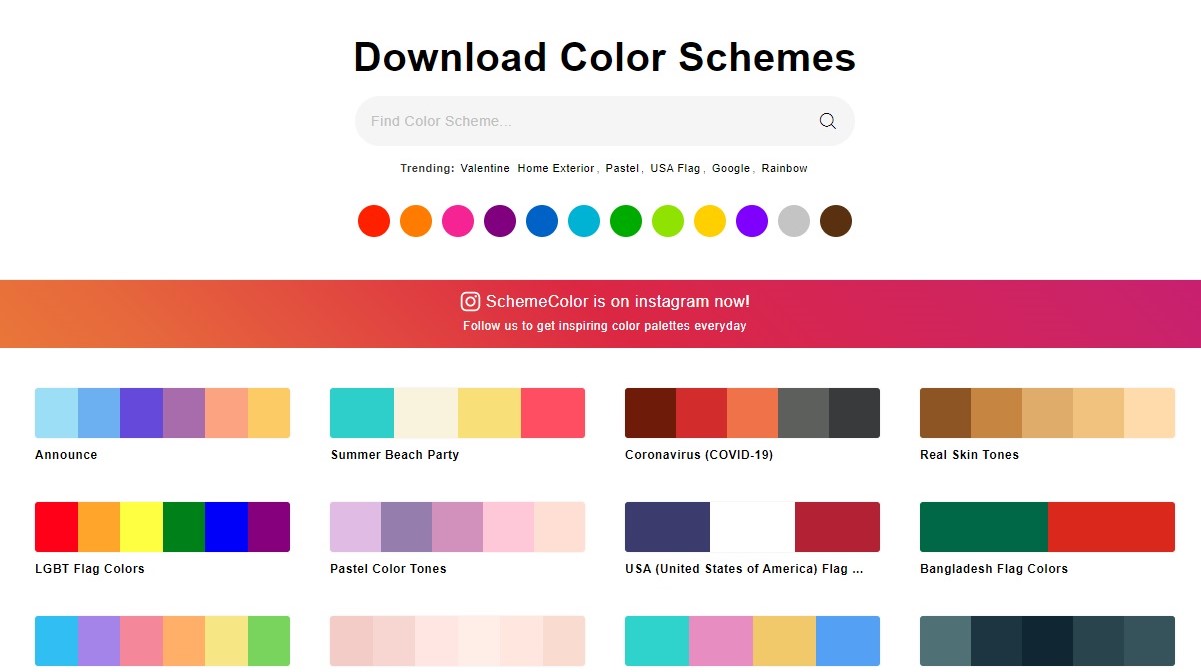 Download Color Schemes
Find Color Scheme...
Trending: Valentine Home Exterior, Pastel, USA Flag, Google, Rainbow
SchemeColor is on instagram now!
Follow us to get inspiring color palettes everyday
Announce
Summer Beach Party
Coronavirus (COVID-19)
Real Skin Tones
LGBT Flag Colors
Pastel Color Tones
USA (United States of America) Flag ...
Bangladesh Flag Colors